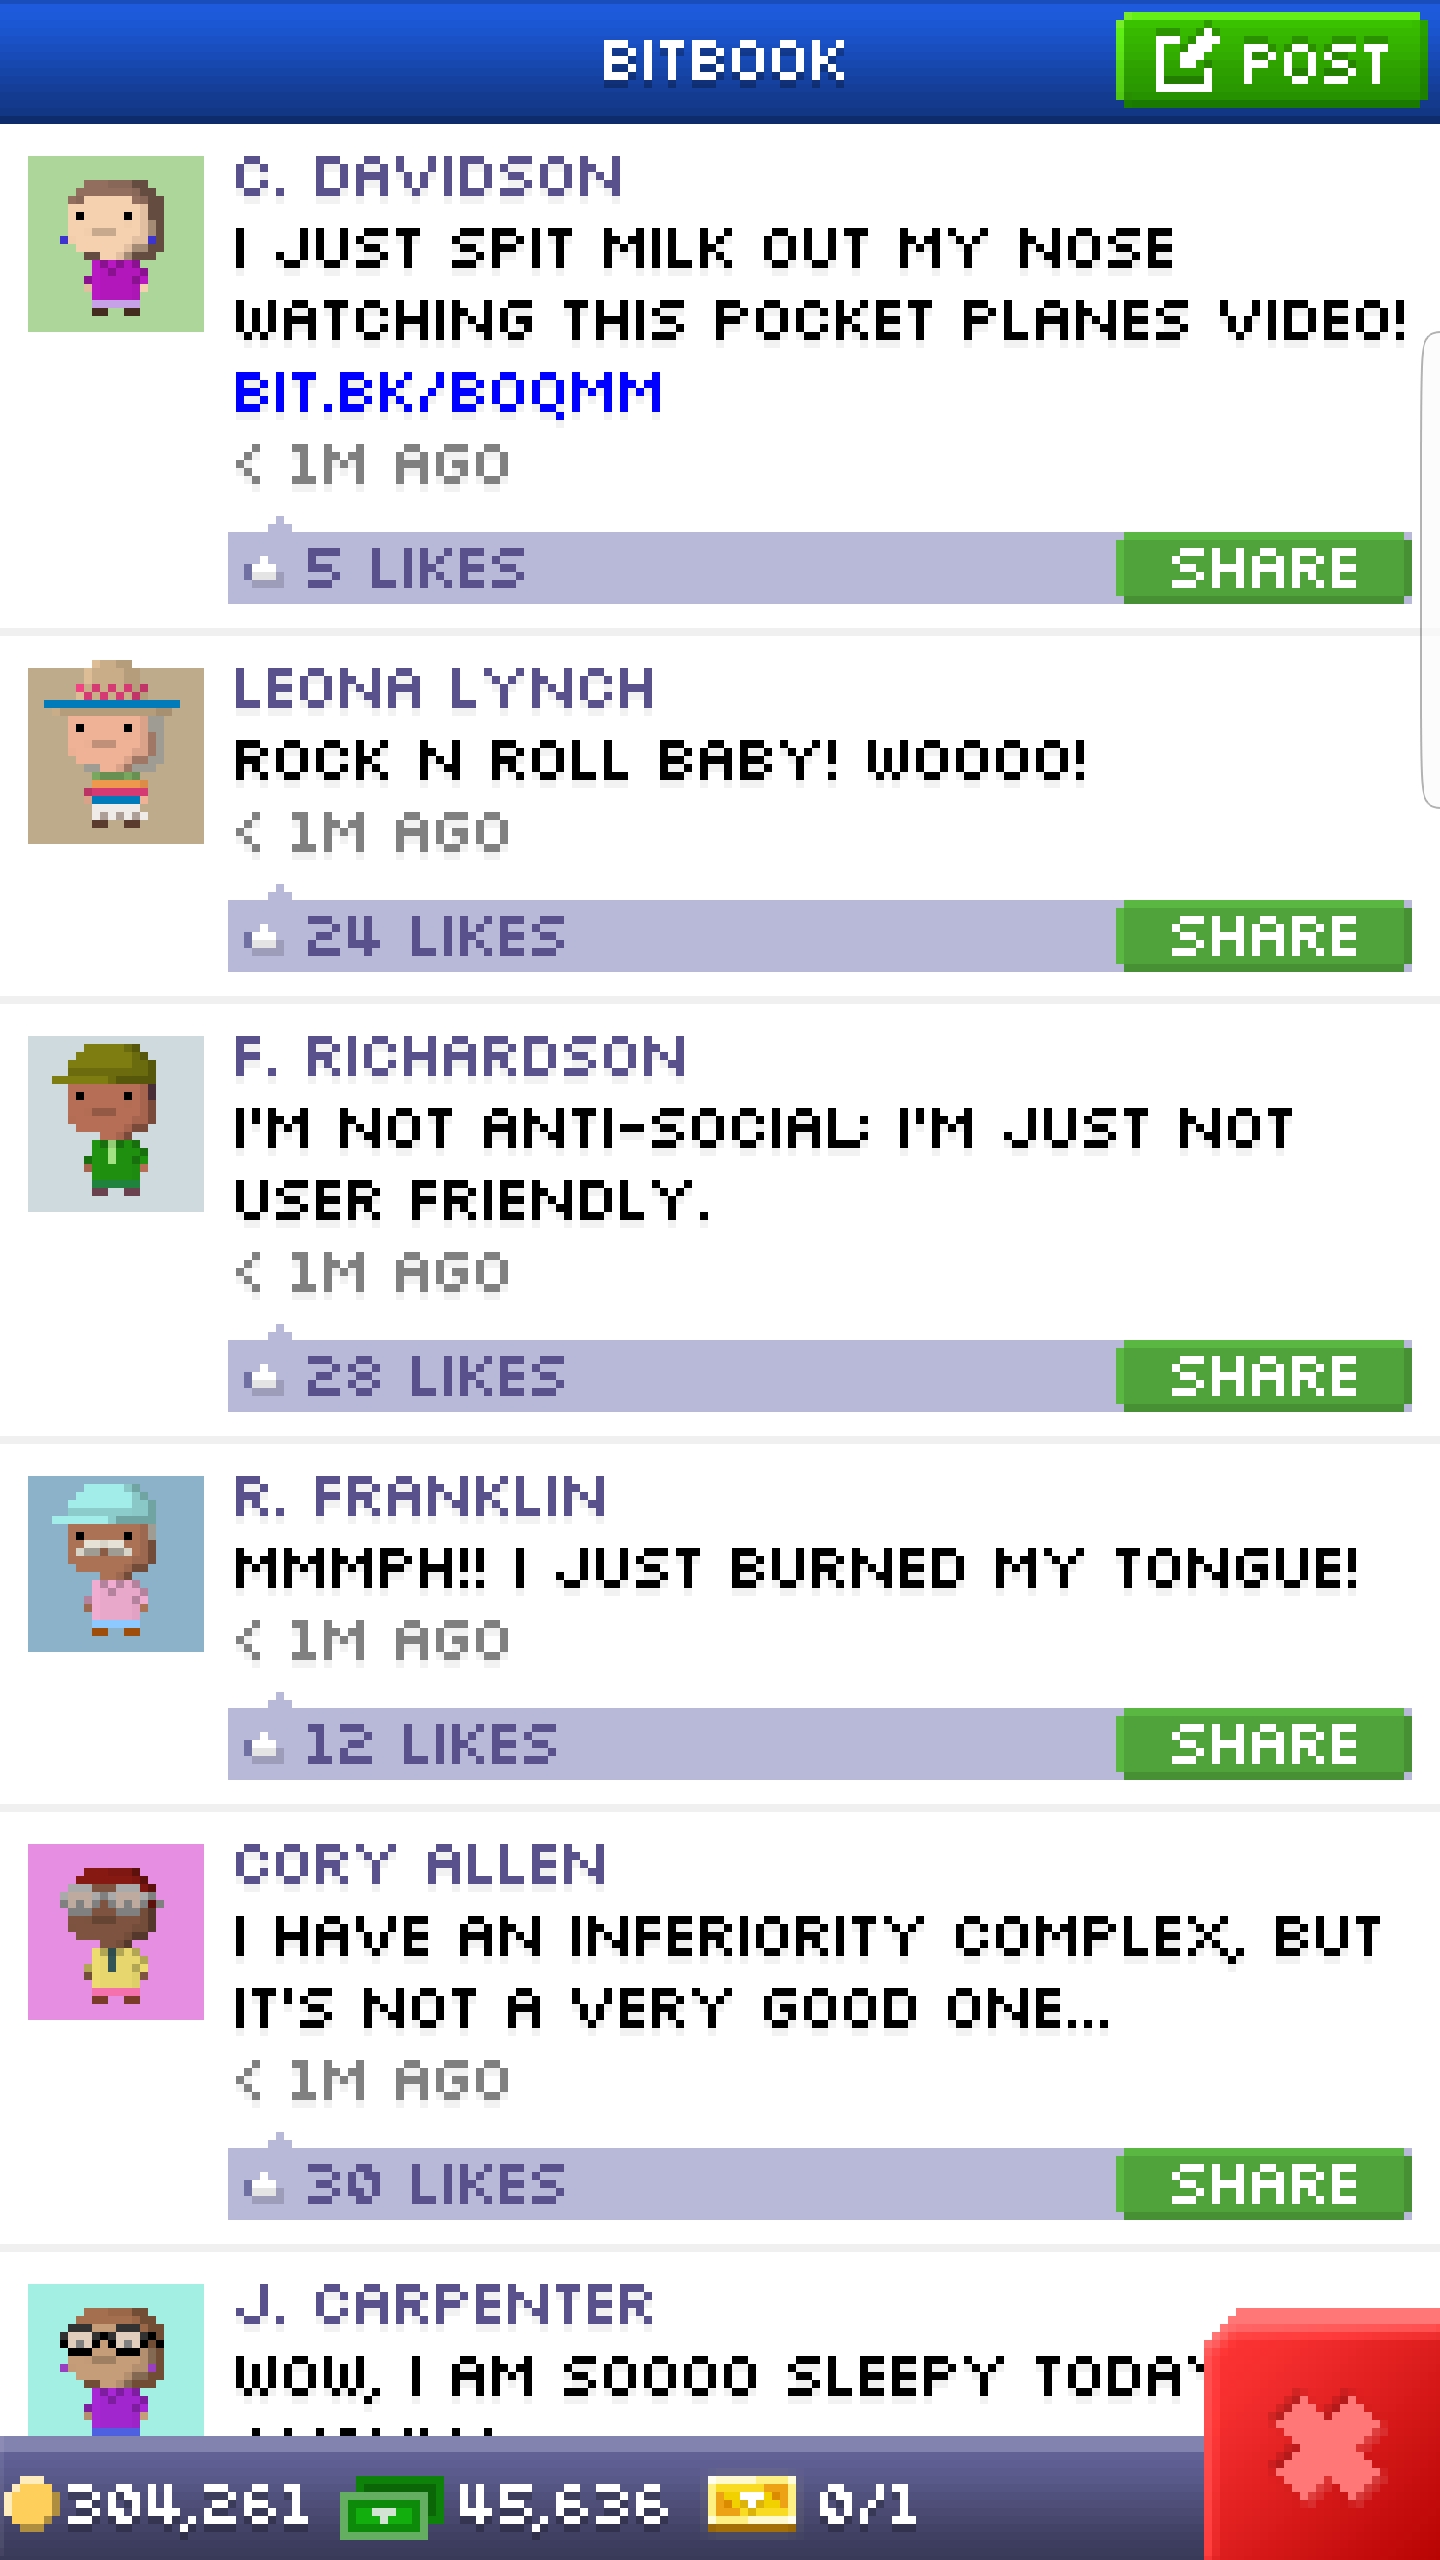 BITBOOK
POST
C. DAVIDSON
I JUST SPIT MILK OUT MY NOSE
WATCHING THIS POCKET PLANES VIDEO!
BIT.BK/BOQMM
< 1M AGO
5 LIKES
SHARE
LEONA LYNCH
ROCK N ROLL BABY! WOOOO!
< 1M AGO
24 LIKES
SHARE
F. RICHARDSON
I'M NOT ANTI-SOCIAL; I'M JUST NOT
USER FRIENDLY.
< 1M AGO
28 LIKES
SHARE
R. FRANKLIN
MMMPH!! I JUST BURNED MY TONGUE!
< 1M AGO
12 LIKES
SHARE
CORY ALLEN
I HAVE AN INFERIORITY COMPLEX, BUT
IT'S NOT A VERY GOOD ONE...
< 1M AGO
30 LIKES
SHARE
J. CARPENTER
WOW, I AM SOOOO SLEEPY TODAY
304,261
45,636
0/1